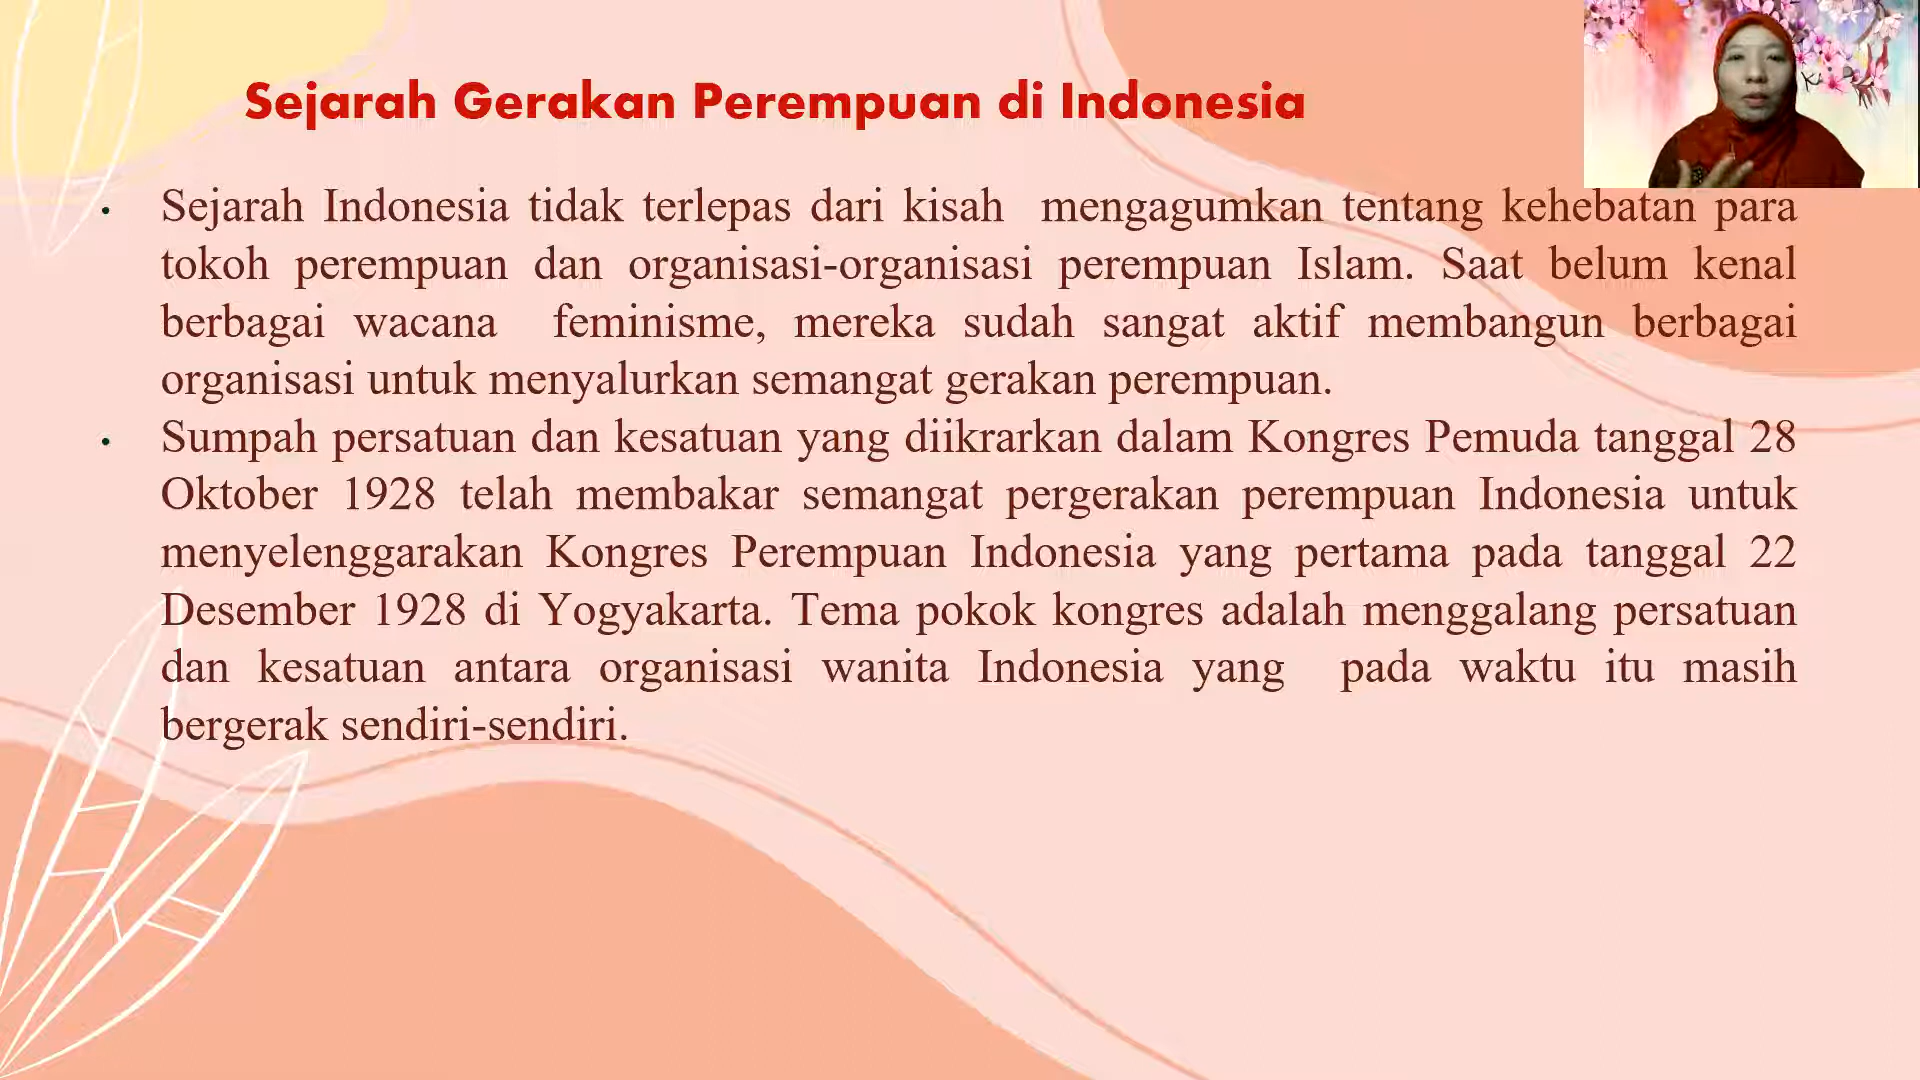 Sejarah Gerakan Perempuan di Indonesia
• Sejarah Indonesia tidak terlepas dari kisah mengagumkan tentang kehebatan para
tokoh perempuan dan organisasi-organisasi perempuan Islam. Saat belum kenal
berbagai wacana feminisme, mereka sudah sangat aktif membangun berbagai
organisasi untuk menyalurkan semangat gerakan perempuan.
• Sumpah persatuan dan kesatuan yang diikrarkan dalam Kongres Pemuda tanggal 28
Oktober 1928 telah membakar semangat pergerakan perempuan Indonesia untuk
menyelenggarakan Kongres Perempuan Indonesia yang pertama pada tanggal 22
Desember 1928 di Yogyakarta. Tema pokok kongres adalah menggalang persatuan
dan kesatuan antara organisasi wanita Indonesia yang pada waktu itu masih
bergerak sendiri-sendiri.